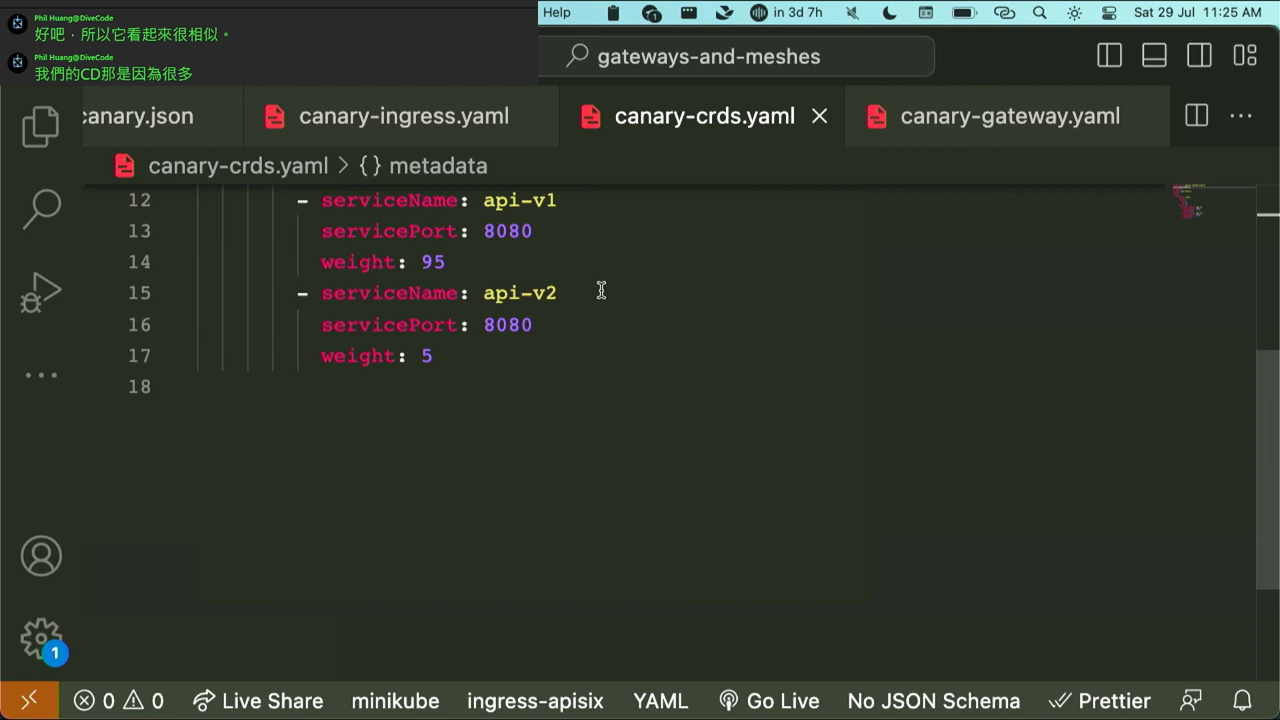 Phil Huang@DiveCode
好吧，所以它看起來很相似。
Phil Huang@DiveCode
我們的CD那是因為很多
Help
1
in 3d 7h
Sat 29 Jul 11:25 AM
gateways-and-meshes
canary.json
canary-ingress.yaml
canary-crds.yaml
canary-gateway.yaml
canary-crds.yaml > {} metadata
12 - serviceName: api-v1
13 servicePort: 8080
14 weight: 95
15 - serviceName: api-v2
16 servicePort: 8080
17 weight: 5
18
1
0 0 Live Share minikube ingress-apisix YAML Go Live No JSON Schema Prettier